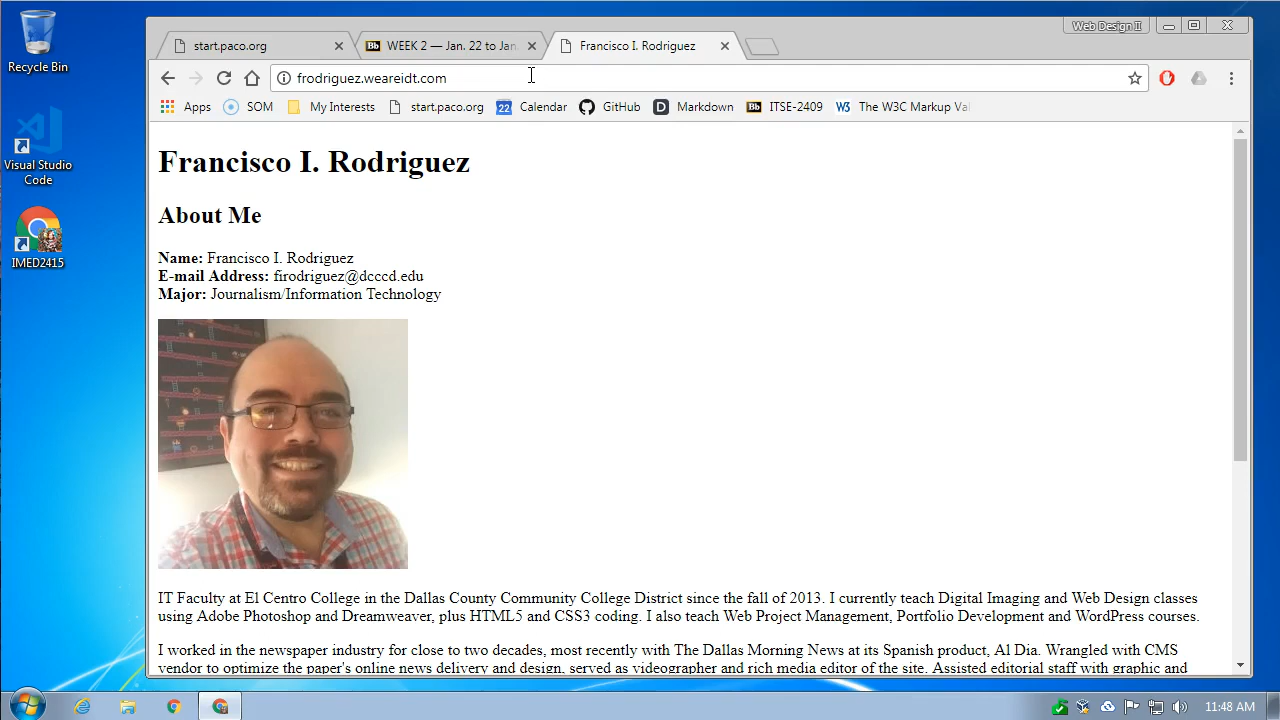 Recycle Bin
Visual Studio
Code
IMED2415
Web Design II
start.paco.org
Bb WEEK 2 — Jan. 22 to Jan.
Francisco I. Rodriguez
frodriguez.weareidt.com
Apps SOM My Interests start.paco.org 22 Calendar GitHub D Markdown Bb ITSE-2409 W3 The W3C Markup Val
Francisco I. Rodriguez
About Me
Name: Francisco I. Rodriguez
E-mail Address: firodriguez@dcccd.edu
Major: Journalism/Information Technology
IT Faculty at El Centro College in the Dallas County Community College District since the fall of 2013. I currently teach Digital Imaging and Web Design classes
using Adobe Photoshop and Dreamweaver, plus HTML5 and CSS3 coding. I also teach Web Project Management, Portfolio Development and WordPress courses.
I worked in the newspaper industry for close to two decades, most recently with The Dallas Morning News at its Spanish product, Al Dia. Wrangled with CMS
vendor to optimize the paper's online news delivery and design, served as videographer and rich media editor of the site. Assisted editorial staff with graphic and
11:48 AM